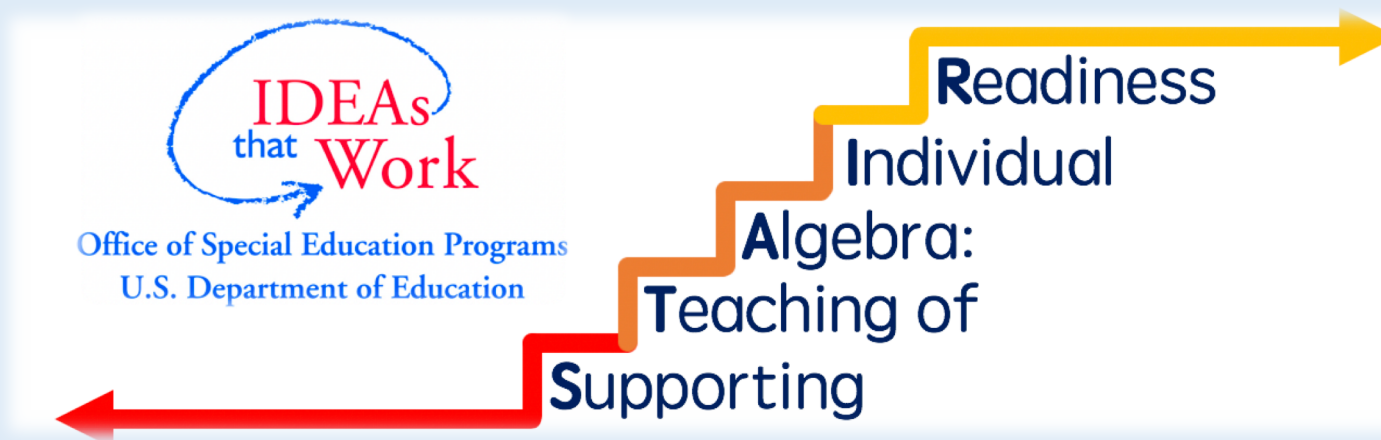 IDEAs
that Work
Office of Special Education Programs
U.S. Department of Education
Readiness
Individual
Algebra:
Teaching of
Supporting